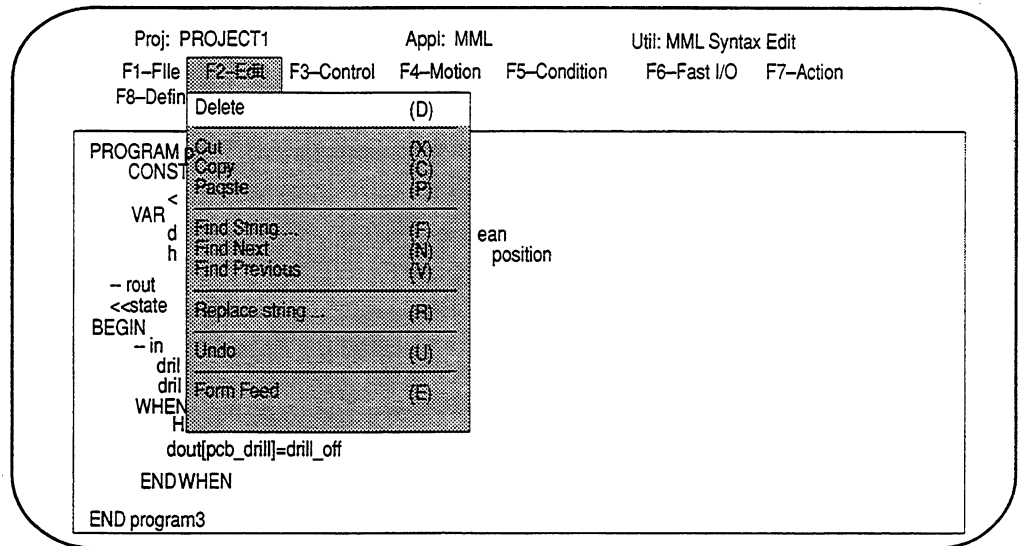 Proj: PROJECT1 Appl: MML Util: MML Syntax Edit
F1–File F2–Edit F3–Control F4–Motion F5–Condition F6–Fast I/O F7–Action
F8–Defin
Delete (D)
PROGRAM p Cut (X)
CONST Copy (C)
Paqste (P)
<
VAR
d Find String ... (F) ean
h Find Next (N) position
Find Previous (V)
– rout
<<state Replace string ... (R)
BEGIN
– in Undo (U)
dril
dril Form Feed (E)
WHEN
H
dout[pcb_drill]=drill_off
ENDWHEN
END program3